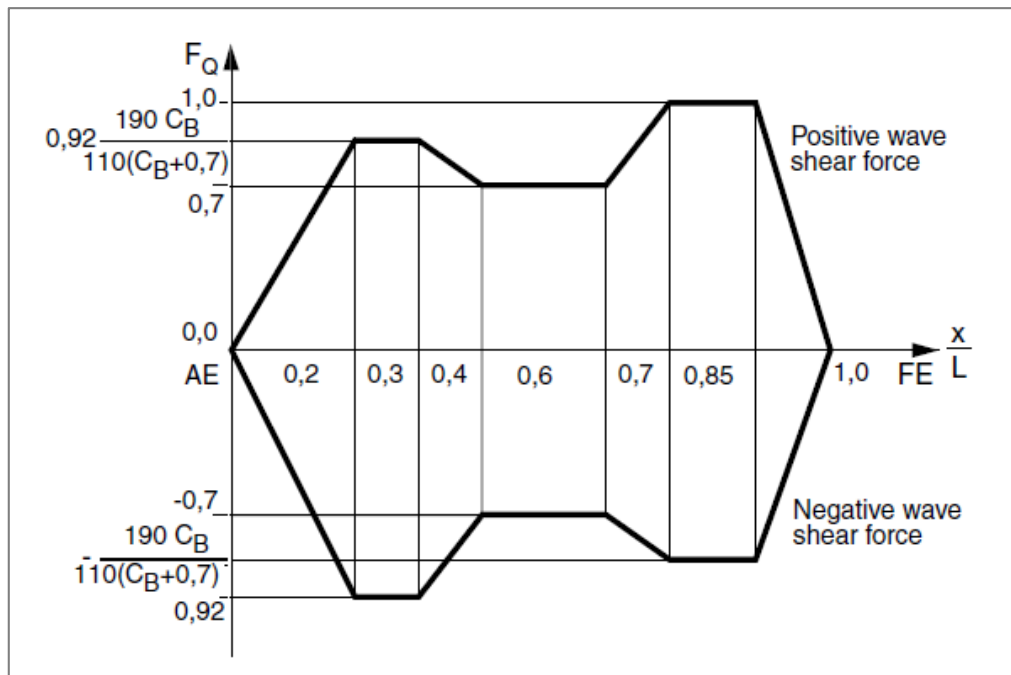 F_Q
1,0
0,92 190 C_B
110(C_B+0,7)
0,7
Positive wave
shear force
0,0
AE 0,2 0,3 0,4 0,6 0,7 0,85 1,0 FE x
L
-0,7
Negative wave
shear force
- 190 C_B
110(C_B+0,7)
0,92